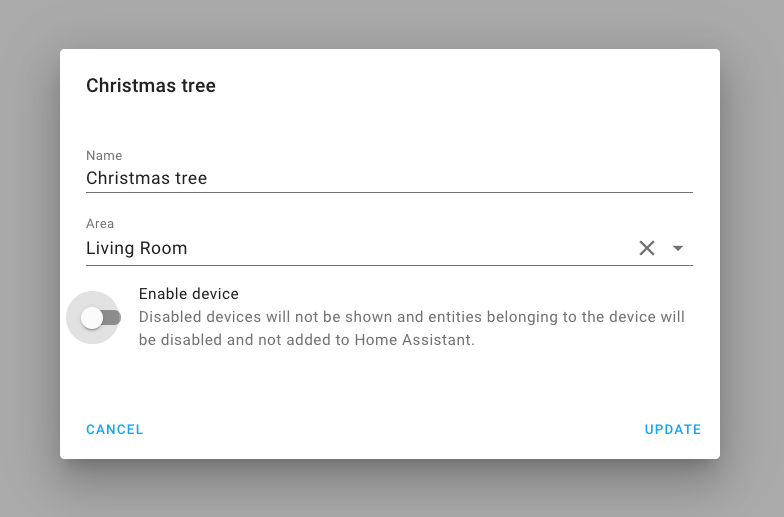 Christmas tree
Name
Christmas tree
Area
Living Room
Enable device
Disabled devices will not be shown and entities belonging to the device will
be disabled and not added to Home Assistant.
CANCEL
UPDATE